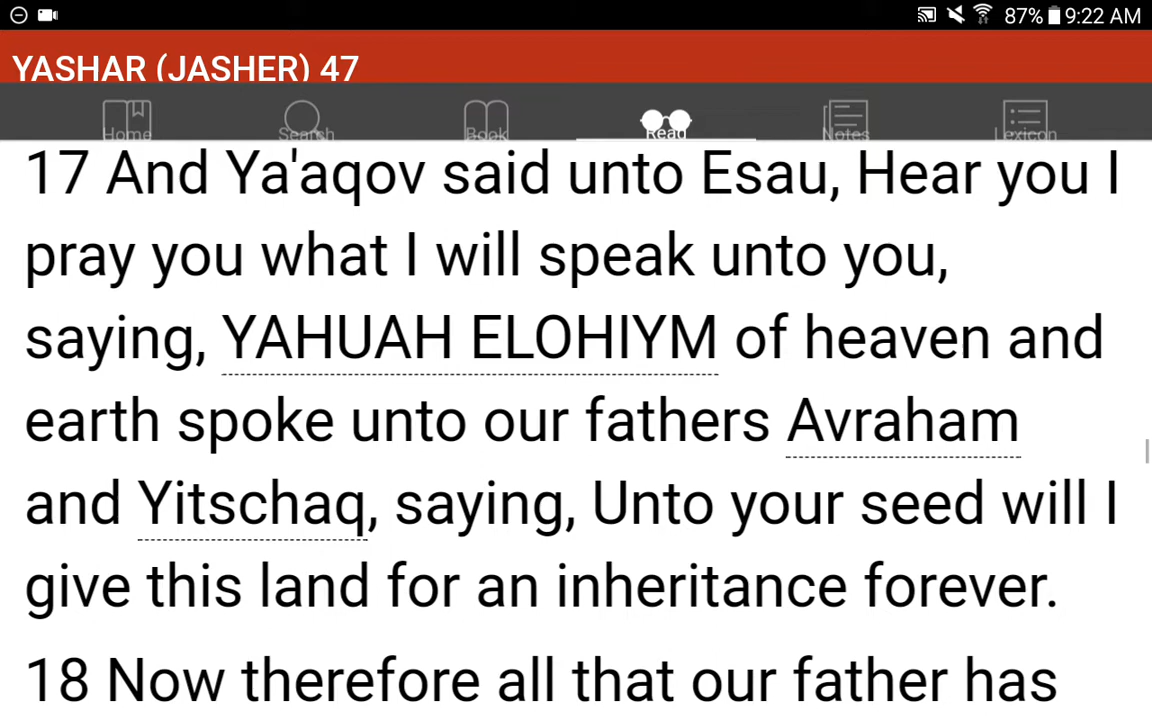 87% 9:22 AM
YASHAR (JASHER) 47
Home Search Book Read Notes Lexicon
17 And Ya'aqov said unto Esau, Hear you I
pray you what I will speak unto you,
saying, YAHUAH ELOHIYM of heaven and
earth spoke unto our fathers Avraham
and Yitschaq, saying, Unto your seed will I
give this land for an inheritance forever.
18 Now therefore all that our father has